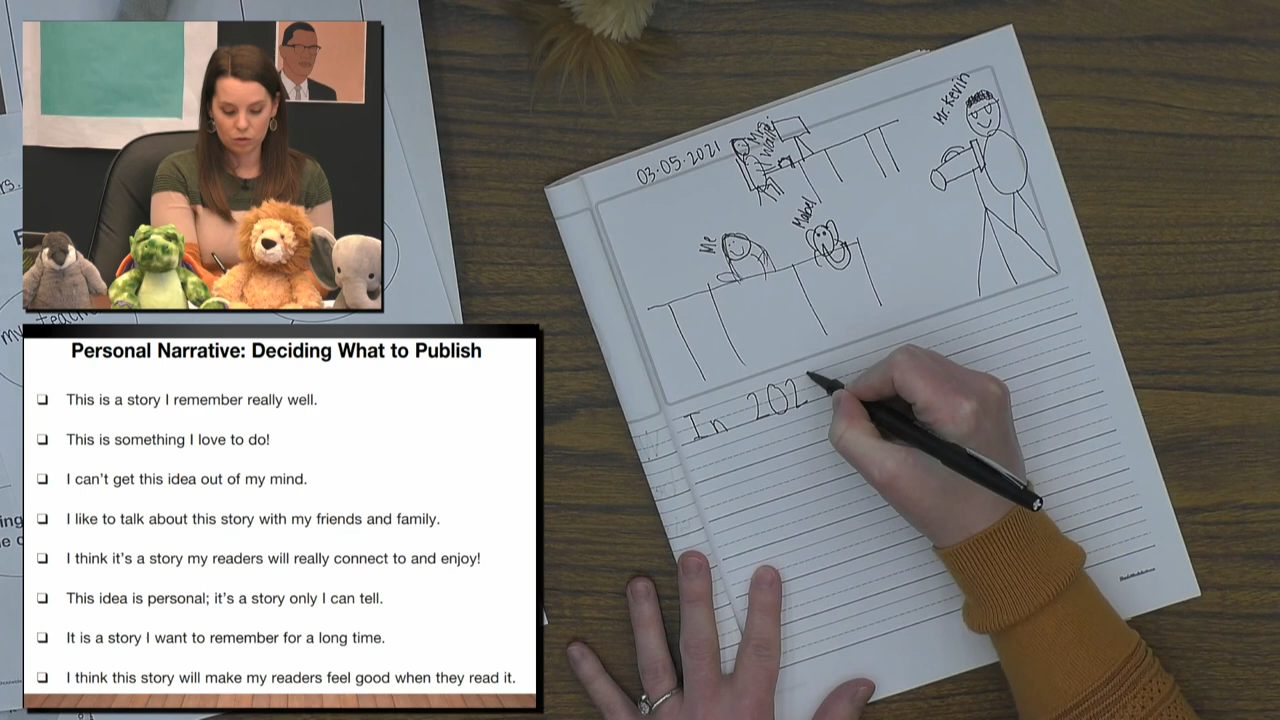 Personal Narrative: Deciding What to Publish
This is a story I remember really well.
This is something I love to do!
I can't get this idea out of my mind.
I like to talk about this story with my friends and family.
I think it's a story my readers will really connect to and enjoy!
This idea is personal; it's a story only I can tell.
It is a story I want to remember for a long time.
I think this story will make my readers feel good when they read it.
03.05.2021
Mr. Kevin
Me
Mabel
In 202